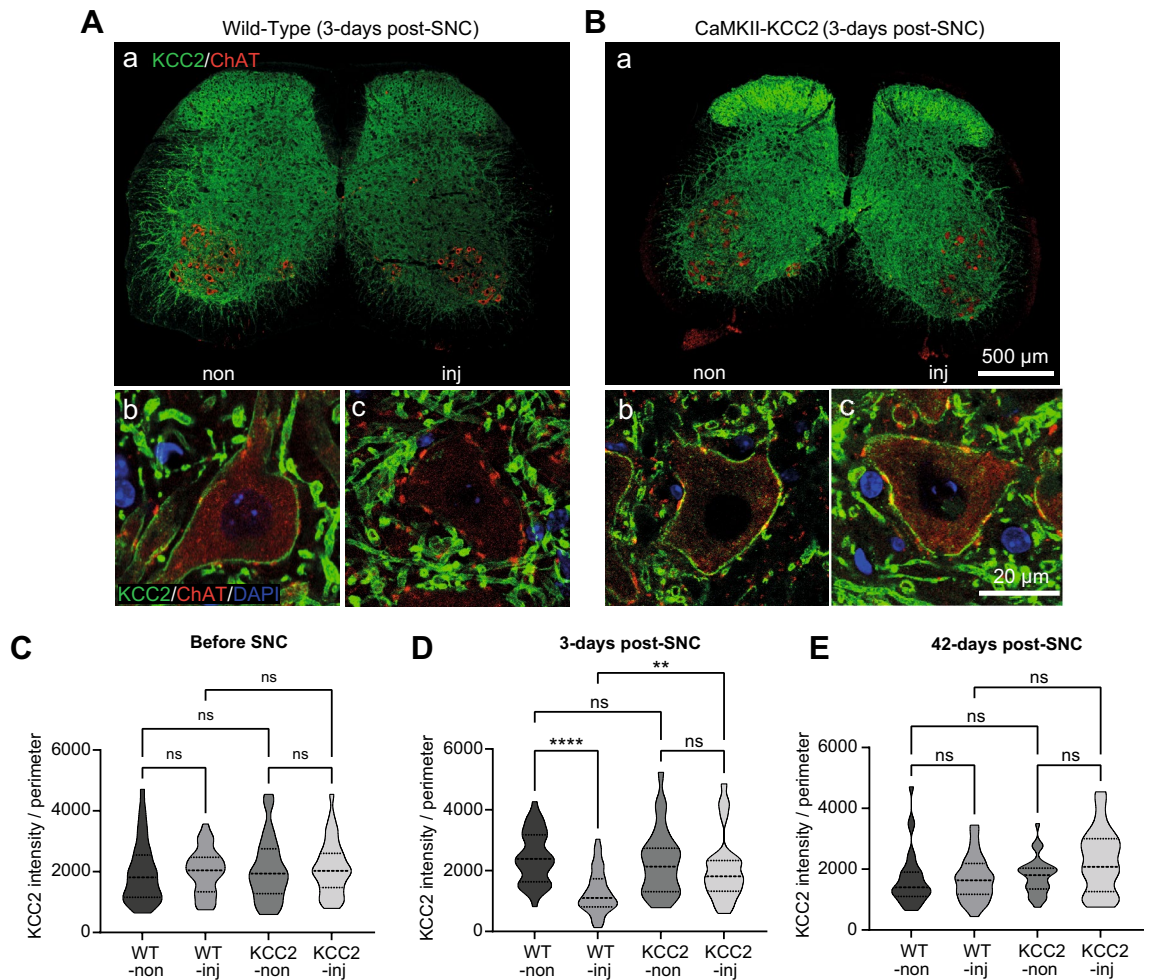 A
Wild-Type (3-days post-SNC)
a
KCC2/ChAT
non
inj
b
KCC2/ChAT/DAPI
c
B
CaMKII-KCC2 (3-days post-SNC)
a
500 µm
non
inj
b
c
20 µm
C
Before SNC
ns
ns
ns
ns
KCC2 intensity / perimeter
6000
4000
2000
0
WT
-non
WT
-inj
KCC2
-non
KCC2
-inj
D
3-days post-SNC
**
ns
****
ns
KCC2 intensity / perimeter
6000
4000
2000
0
WT
-non
WT
-inj
KCC2
-non
KCC2
-inj
E
42-days post-SNC
ns
ns
ns
ns
KCC2 intensity / perimeter
6000
4000
2000
0
WT
-non
WT
-inj
KCC2
-non
KCC2
-inj